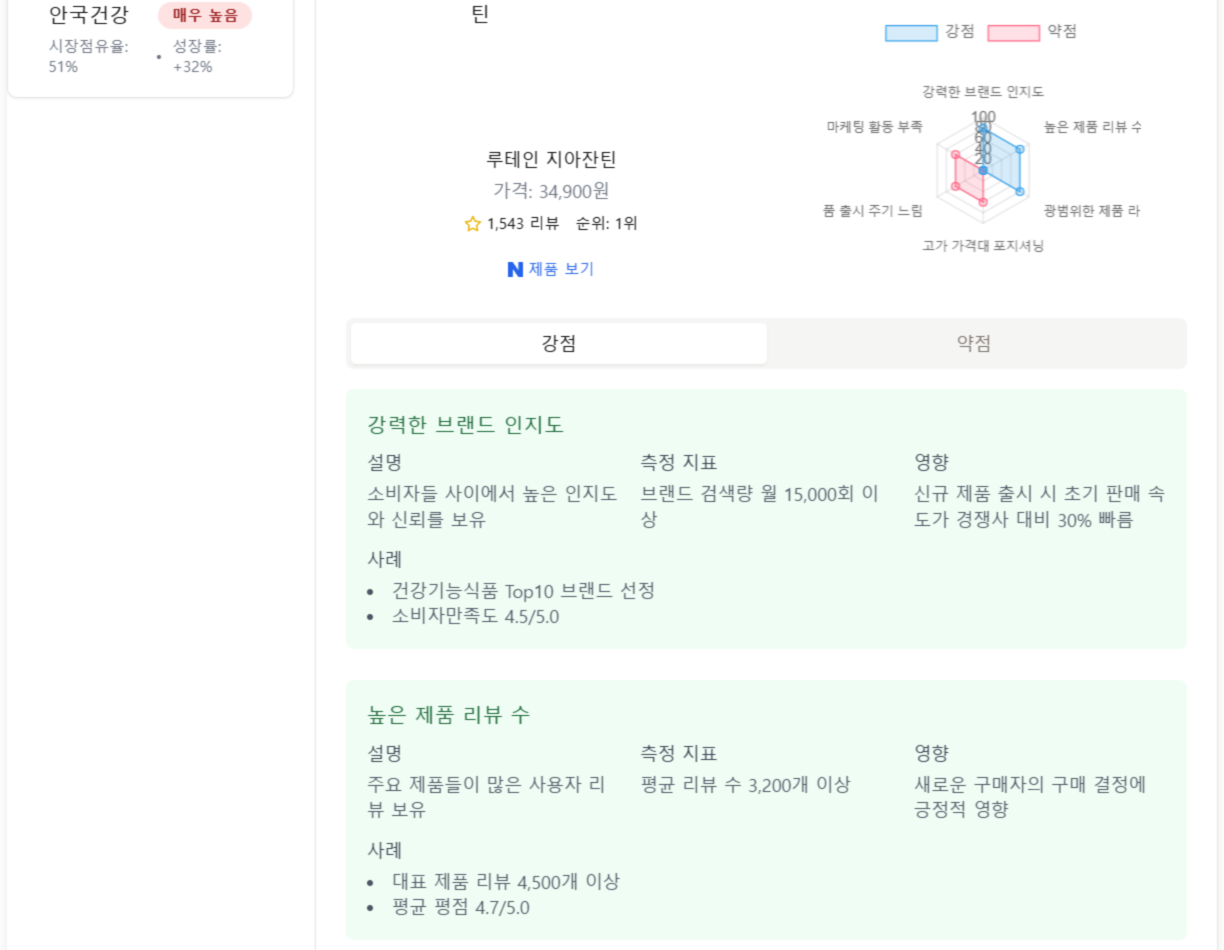 안국건강
매우 높음
시장점유율:
51%
•
성장률:
+32%
틴
루테인 지아잔틴
가격: 34,900원
1,543 리뷰 순위: 1위
N 제품 보기
강점 약점
강력한 브랜드 인지도
마케팅 활동 부족
높은 제품 리뷰 수
100
80
60
40
20
품 출시 주기 느림
광범위한 제품 라
고가 가격대 포지셔닝
강점 약점
강력한 브랜드 인지도
설명
소비자들 사이에서 높은 인지도
와 신뢰를 보유
측정 지표
브랜드 검색량 월 15,000회 이
상
영향
신규 제품 출시 시 초기 판매 속
도가 경쟁사 대비 30% 빠름
사례
• 건강기능식품 Top10 브랜드 선정
• 소비자만족도 4.5/5.0
높은 제품 리뷰 수
설명
주요 제품들이 많은 사용자 리
뷰 보유
측정 지표
평균 리뷰 수 3,200개 이상
영향
새로운 구매자의 구매 결정에
긍정적 영향
사례
• 대표 제품 리뷰 4,500개 이상
• 평균 평점 4.7/5.0